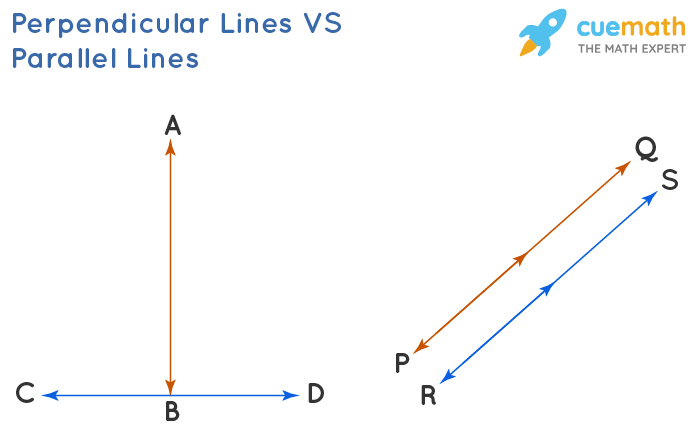 Perpendicular Lines VS
Parallel Lines
cuemath
THE MATH EXPERT
A
Q
S
P
C
B
D
R